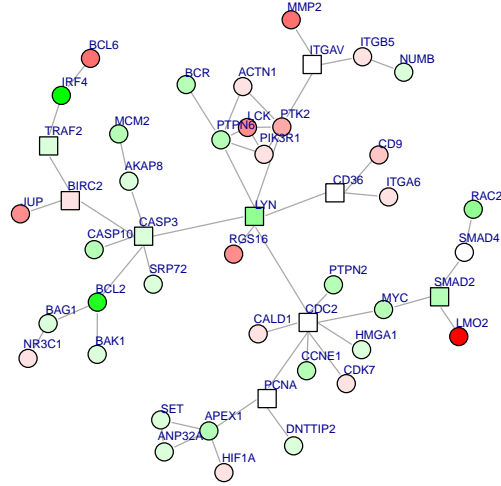 MMP2
BCL6
ITGAV
ITGB5
NUMB
IRF4
BCR
ACTN1
LCK
PTK2
TRAF2
MCM2
PTPN6
PIK3R1
CD9
AKAP8
BIRC2
CD36
ITGA6
RAC2
JUP
CASP3
LYN
SMAD4
CASP10
RGS16
SRP72
PTPN2
SMAD2
BCL2
MYC
BAG1
CDC2
LMO2
NR3C1
BAK1
CALD1
HMGA1
CCNE1
CDK7
PCNA
SET
APEX1
ANP32A
DNTTIP2
HIF1A